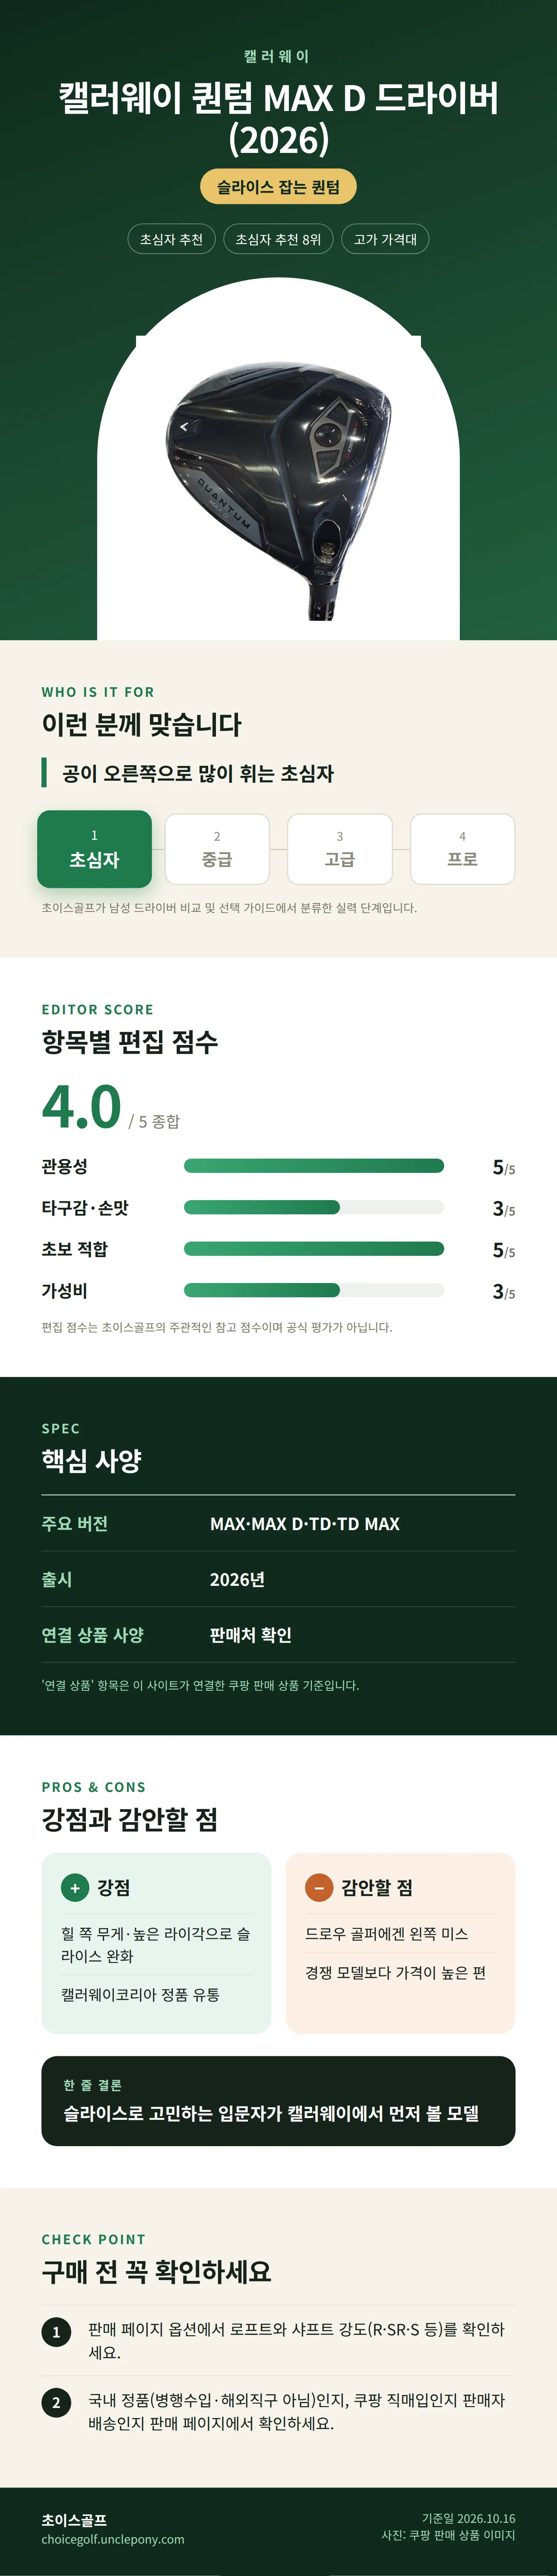 캘러웨이
캘러웨이 퀀텀 MAX D 드라이버
(2026)
슬라이스 잡는 퀀텀
초심자 추천
초심자 추천 8위
고가 가격대
QUANTUM
10.5
WHO IS IT FOR
이런 분께 맞습니다
공이 오른쪽으로 많이 휘는 초심자
1
초심자
2
중급
3
고급
4
프로
초이스골프가 남성 드라이버 비교 및 선택 가이드에서 분류한 실력 단계입니다.
EDITOR SCORE
항목별 편집 점수
4.0 / 5 종합
관용성 5/5
타구감·손맛 3/5
초보 적합 5/5
가성비 3/5
편집 점수는 초이스골프의 주관적인 참고 점수이며 공식 평가가 아닙니다.
SPEC
핵심 사양
주요 버전 MAX·MAX D·TD·TD MAX
출시 2026년
연결 상품 사양 판매처 확인
'연결 상품' 항목은 이 사이트가 연결한 쿠팡 판매 상품 기준입니다.
PROS & CONS
강점과 감안할 점
+ 강점
힐 쪽 무게·높은 라이각으로 슬
라이스 완화
캘러웨이코리아 정품 유통
− 감안할 점
드로우 골퍼에겐 왼쪽 미스
경쟁 모델보다 가격이 높은 편
한 줄 결론
슬라이스로 고민하는 입문자가 캘러웨이에서 먼저 볼 모델
CHECK POINT
구매 전 꼭 확인하세요
1 판매 페이지 옵션에서 로프트와 샤프트 강도(R·SR·S 등)를 확인하
세요.
2 국내 정품(병행수입·해외직구 아님)인지, 쿠팡 직매입인지 판매자
배송인지 판매 페이지에서 확인하세요.
초이스골프
choicegolf.unclepony.com
기준일 2026.10.16
사진: 쿠팡 판매 상품 이미지